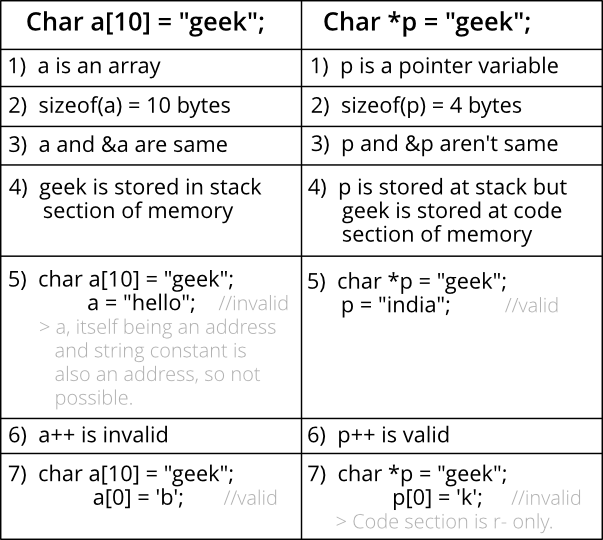 Char a[10] = "geek";
Char *p = "geek";
1) a is an array
1) p is a pointer variable
2) sizeof(a) = 10 bytes
2) sizeof(p) = 4 bytes
3) a and &a are same
3) p and &p aren't same
4) geek is stored in stack
section of memory
4) p is stored at stack but
geek is stored at code
section of memory
5) char a[10] = "geek";
a = "hello"; //invalid
> a, itself being an address
and string constant is
also an address, so not
possible.
5) char *p = "geek";
p = "india"; //valid
6) a++ is invalid
6) p++ is valid
7) char a[10] = "geek";
a[0] = 'b'; //valid
7) char *p = "geek";
p[0] = 'k'; //invalid
> Code section is r- only.